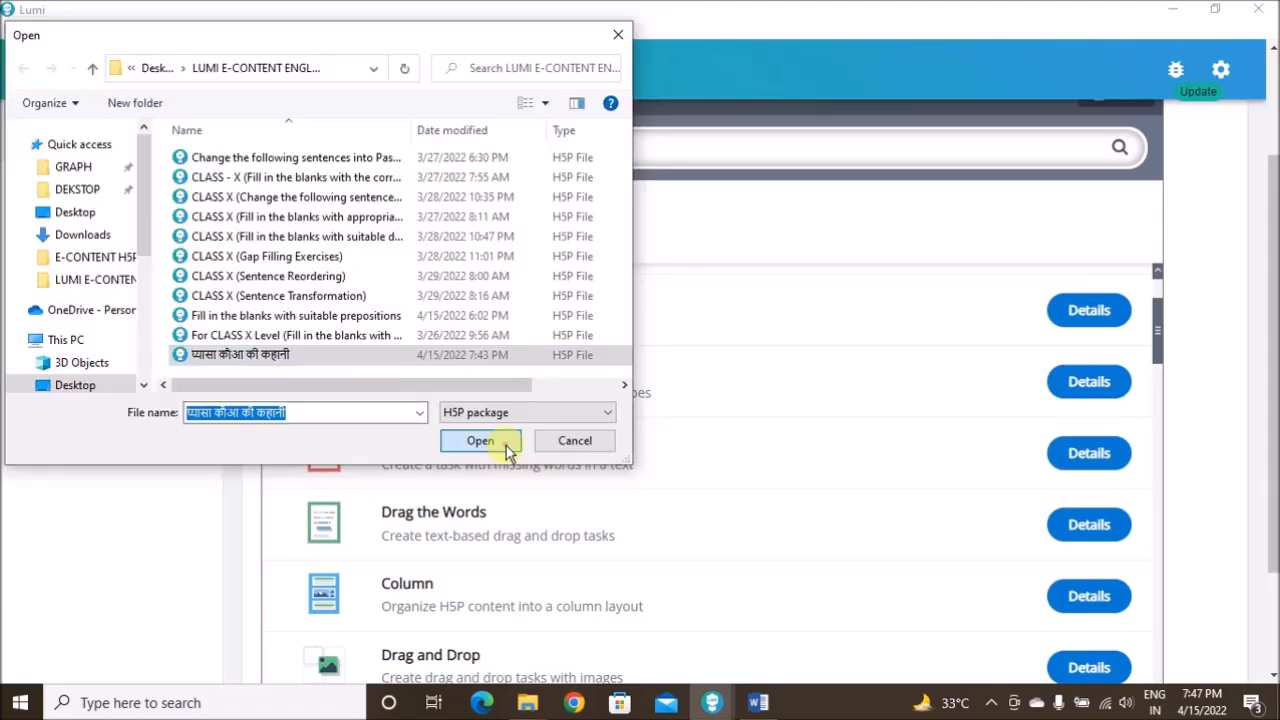 Lumi
Open
Desk... LUMI E-CONTENT ENGL...
Search LUMI E-CONTENT EN...
Update
Organize
New folder
Name
Date modified
Type
Quick access
GRAPH
DEKSTOP
Desktop
Downloads
E-CONTENT H5P
LUMI E-CONTEN
OneDrive - Person
This PC
3D Objects
Desktop
Change the following sentences into Pas... 3/27/2022 6:30 PM H5P File
CLASS - X (Fill in the blanks with the corr... 3/27/2022 7:55 AM H5P File
CLASS X (Change the following sentence... 3/28/2022 10:35 PM H5P File
CLASS X (Fill in the blanks with appropria... 3/27/2022 8:11 AM H5P File
CLASS X (Fill in the blanks with suitable d... 3/28/2022 10:47 PM H5P File
CLASS X (Gap Filling Exercises) 3/28/2022 11:01 PM H5P File
CLASS X (Sentence Reordering) 3/29/2022 8:00 AM H5P File
CLASS X (Sentence Transformation) 3/29/2022 8:16 AM H5P File
Fill in the blanks with suitable prepositions 4/15/2022 6:02 PM H5P File
For CLASS X Level (Fill in the blanks with ... 3/26/2022 9:56 AM H5P File
प्यासा कौआ की कहानी 4/15/2022 7:43 PM H5P File
File name: प्यासा कौआ की कहानी
H5P package
Open
Cancel
Details
Details
Create a task with missing words in a text
Details
Drag the Words
Create text-based drag and drop tasks
Details
Column
Organize H5P content into a column layout
Details
Drag and Drop
Create drag and drop tasks with images
Details
Type here to search
33°C
ENG
IN
7:47 PM
4/15/2022
3